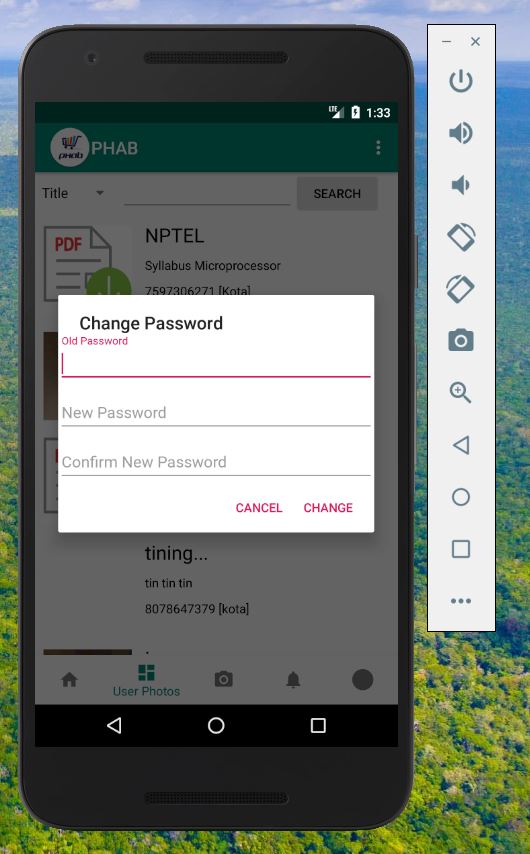 LTE 1:33
PHAB PHAB
Title SEARCH
PDF
NPTEL
Syllabus Microprocessor
7597306271 [Kota]
Change Password
Old Password
New Password
Confirm New Password
CANCEL CHANGE
tining...
tin tin tin
8078647379 [kota]
User Photos